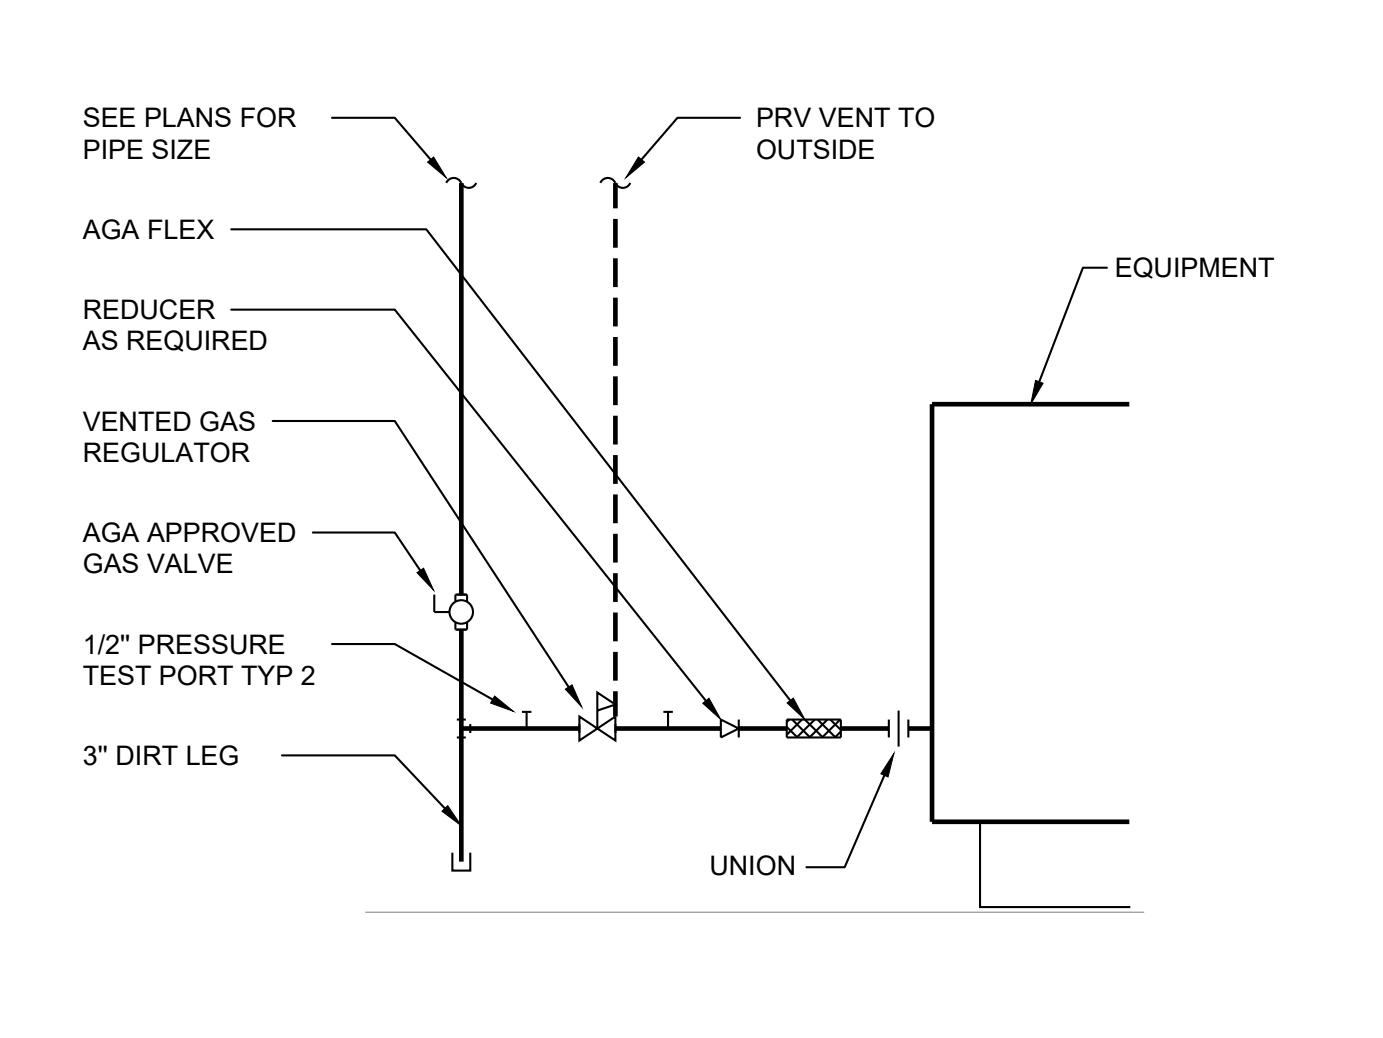 SEE PLANS FOR
PIPE SIZE
PRV VENT TO
OUTSIDE
AGA FLEX
EQUIPMENT
REDUCER
AS REQUIRED
VENTED GAS
REGULATOR
AGA APPROVED
GAS VALVE
1/2" PRESSURE
TEST PORT TYP 2
3" DIRT LEG
UNION